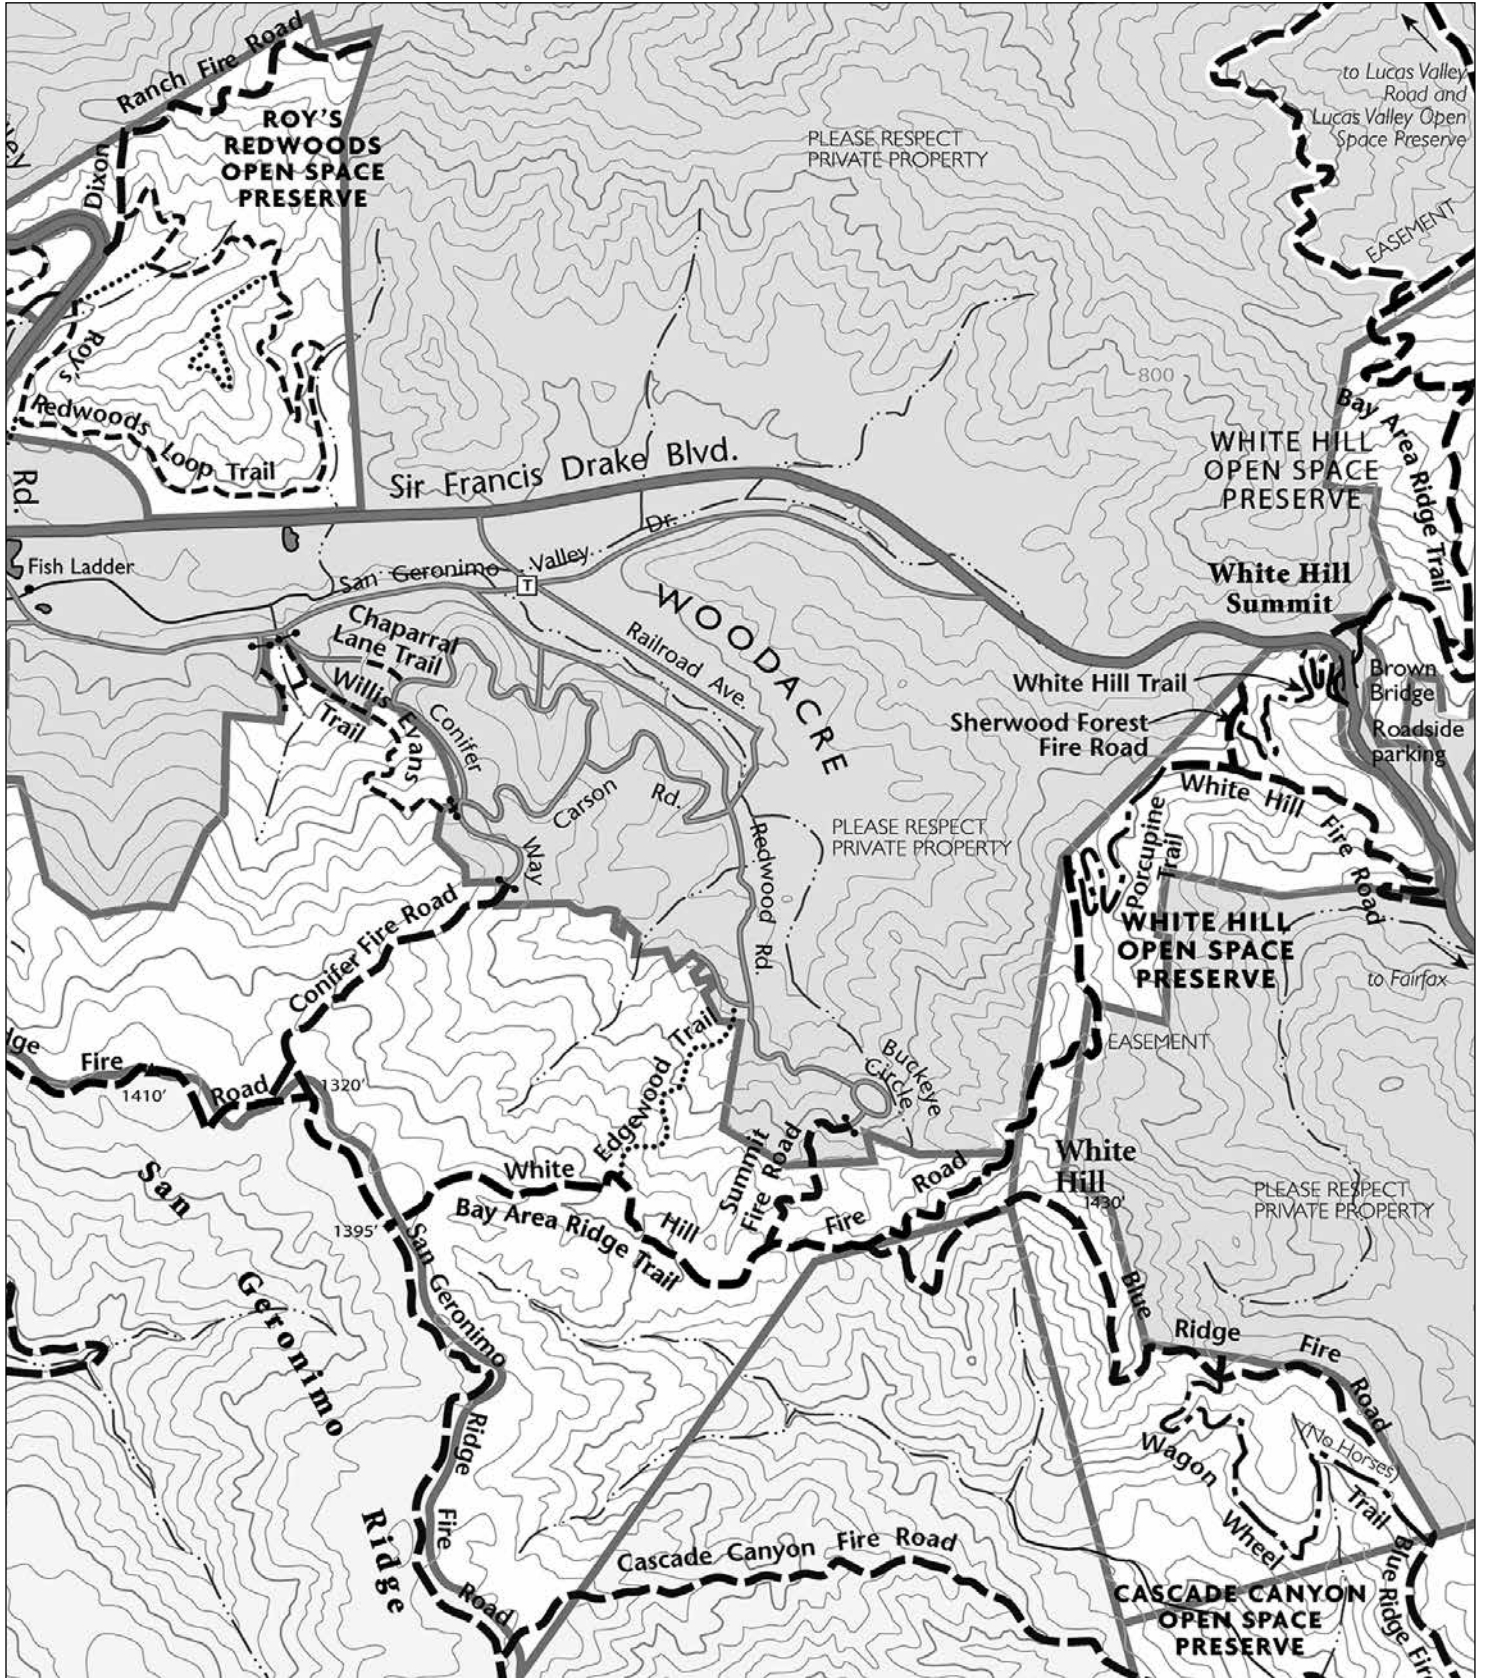 Ranch Fire Road
ROY'S
REDWOODS
OPEN SPACE
PRESERVE
Dixon
PLEASE RESPECT
PRIVATE PROPERTY
to Lucas Valley
Road and
Lucas Valley Open
Space Preserve
EASEMENT
Roys
Redwoods Loop Trail
800
Bay Area Ridge Trail
WHITE HILL
OPEN SPACE
PRESERVE
Sir Francis Drake Blvd.
Rd.
Fish Ladder
San Geronimo Valley Dr.
T
White Hill
Summit
WOODACRE
Chaparral
Lane Trail
Railroad Ave.
Willis Evans
Trail
Conifer
Way
White Hill Trail
Brown
Bridge
Sherwood Forest
Fire Road
Roadside
parking
Carson Rd.
White Hill Fire Road
PLEASE RESPECT
PRIVATE PROPERTY
Redwood Rd.
Porcupine
Trail
Conifer Fire Road
WHITE HILL
OPEN SPACE
PRESERVE
to Fairfax
EASEMENT
Edgewood Trail
Buckeye
Circle
dge Fire Road
1410'
1320'
San Geronimo Ridge
White Hill Fire Road
Summit
Fire Road
White
Hill
1430'
PLEASE RESPECT
PRIVATE PROPERTY
Bay Area Ridge Trail
1395'
San Geronimo Ridge Fire Road
Blue Ridge Fire Road
(No Horses)
Wagon Wheel Trail
Cascade Canyon Fire Road
CASCADE CANYON
OPEN SPACE
PRESERVE
Blue Ridge Fire